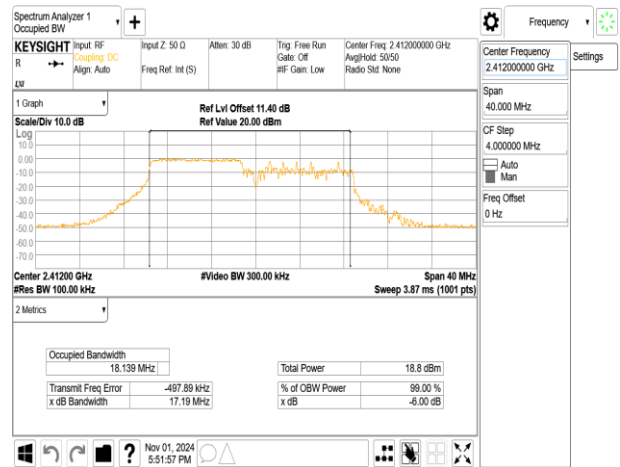 Spectrum Analyzer 1
Occupied BW
Frequency
KEYSIGHT
R
Input: RF
Coupling: DC
Align: Auto
Input Z: 50 Ω
Freq Ref: Int (S)
Atten: 30 dB
Trig: Free Run
Gate: Off
#IF Gain: Low
Center Freq: 2.412000000 GHz
Avg|Hold: 50/50
Radio Std: None
Center Frequency
2.412000000 GHz
Settings
Span
40.000 MHz
CF Step
4.000000 MHz
Auto
Man
Freq Offset
0 Hz
1 Graph
Scale/Div 10.0 dB
Ref Lvl Offset 11.40 dB
Ref Value 20.00 dBm
Log
10.0
0.00
-10.0
-20.0
-30.0
-40.0
-50.0
-60.0
-70.0
Center 2.41200 GHz
#Res BW 100.00 kHz
#Video BW 300.00 kHz
Span 40 MHz
Sweep 3.87 ms (1001 pts)
2 Metrics
Occupied Bandwidth
18.139 MHz
Total Power 18.8 dBm
Transmit Freq Error -497.89 kHz
% of OBW Power 99.00 %
x dB Bandwidth 17.19 MHz
x dB -6.00 dB
?
Nov 01, 2024
5:51:57 PM